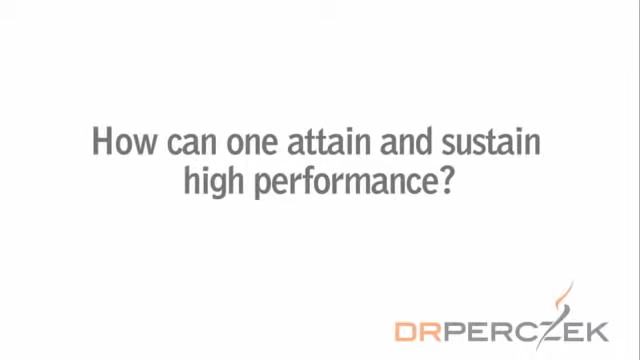 How can one attain and sustain
high performance?
DRPERCZEK